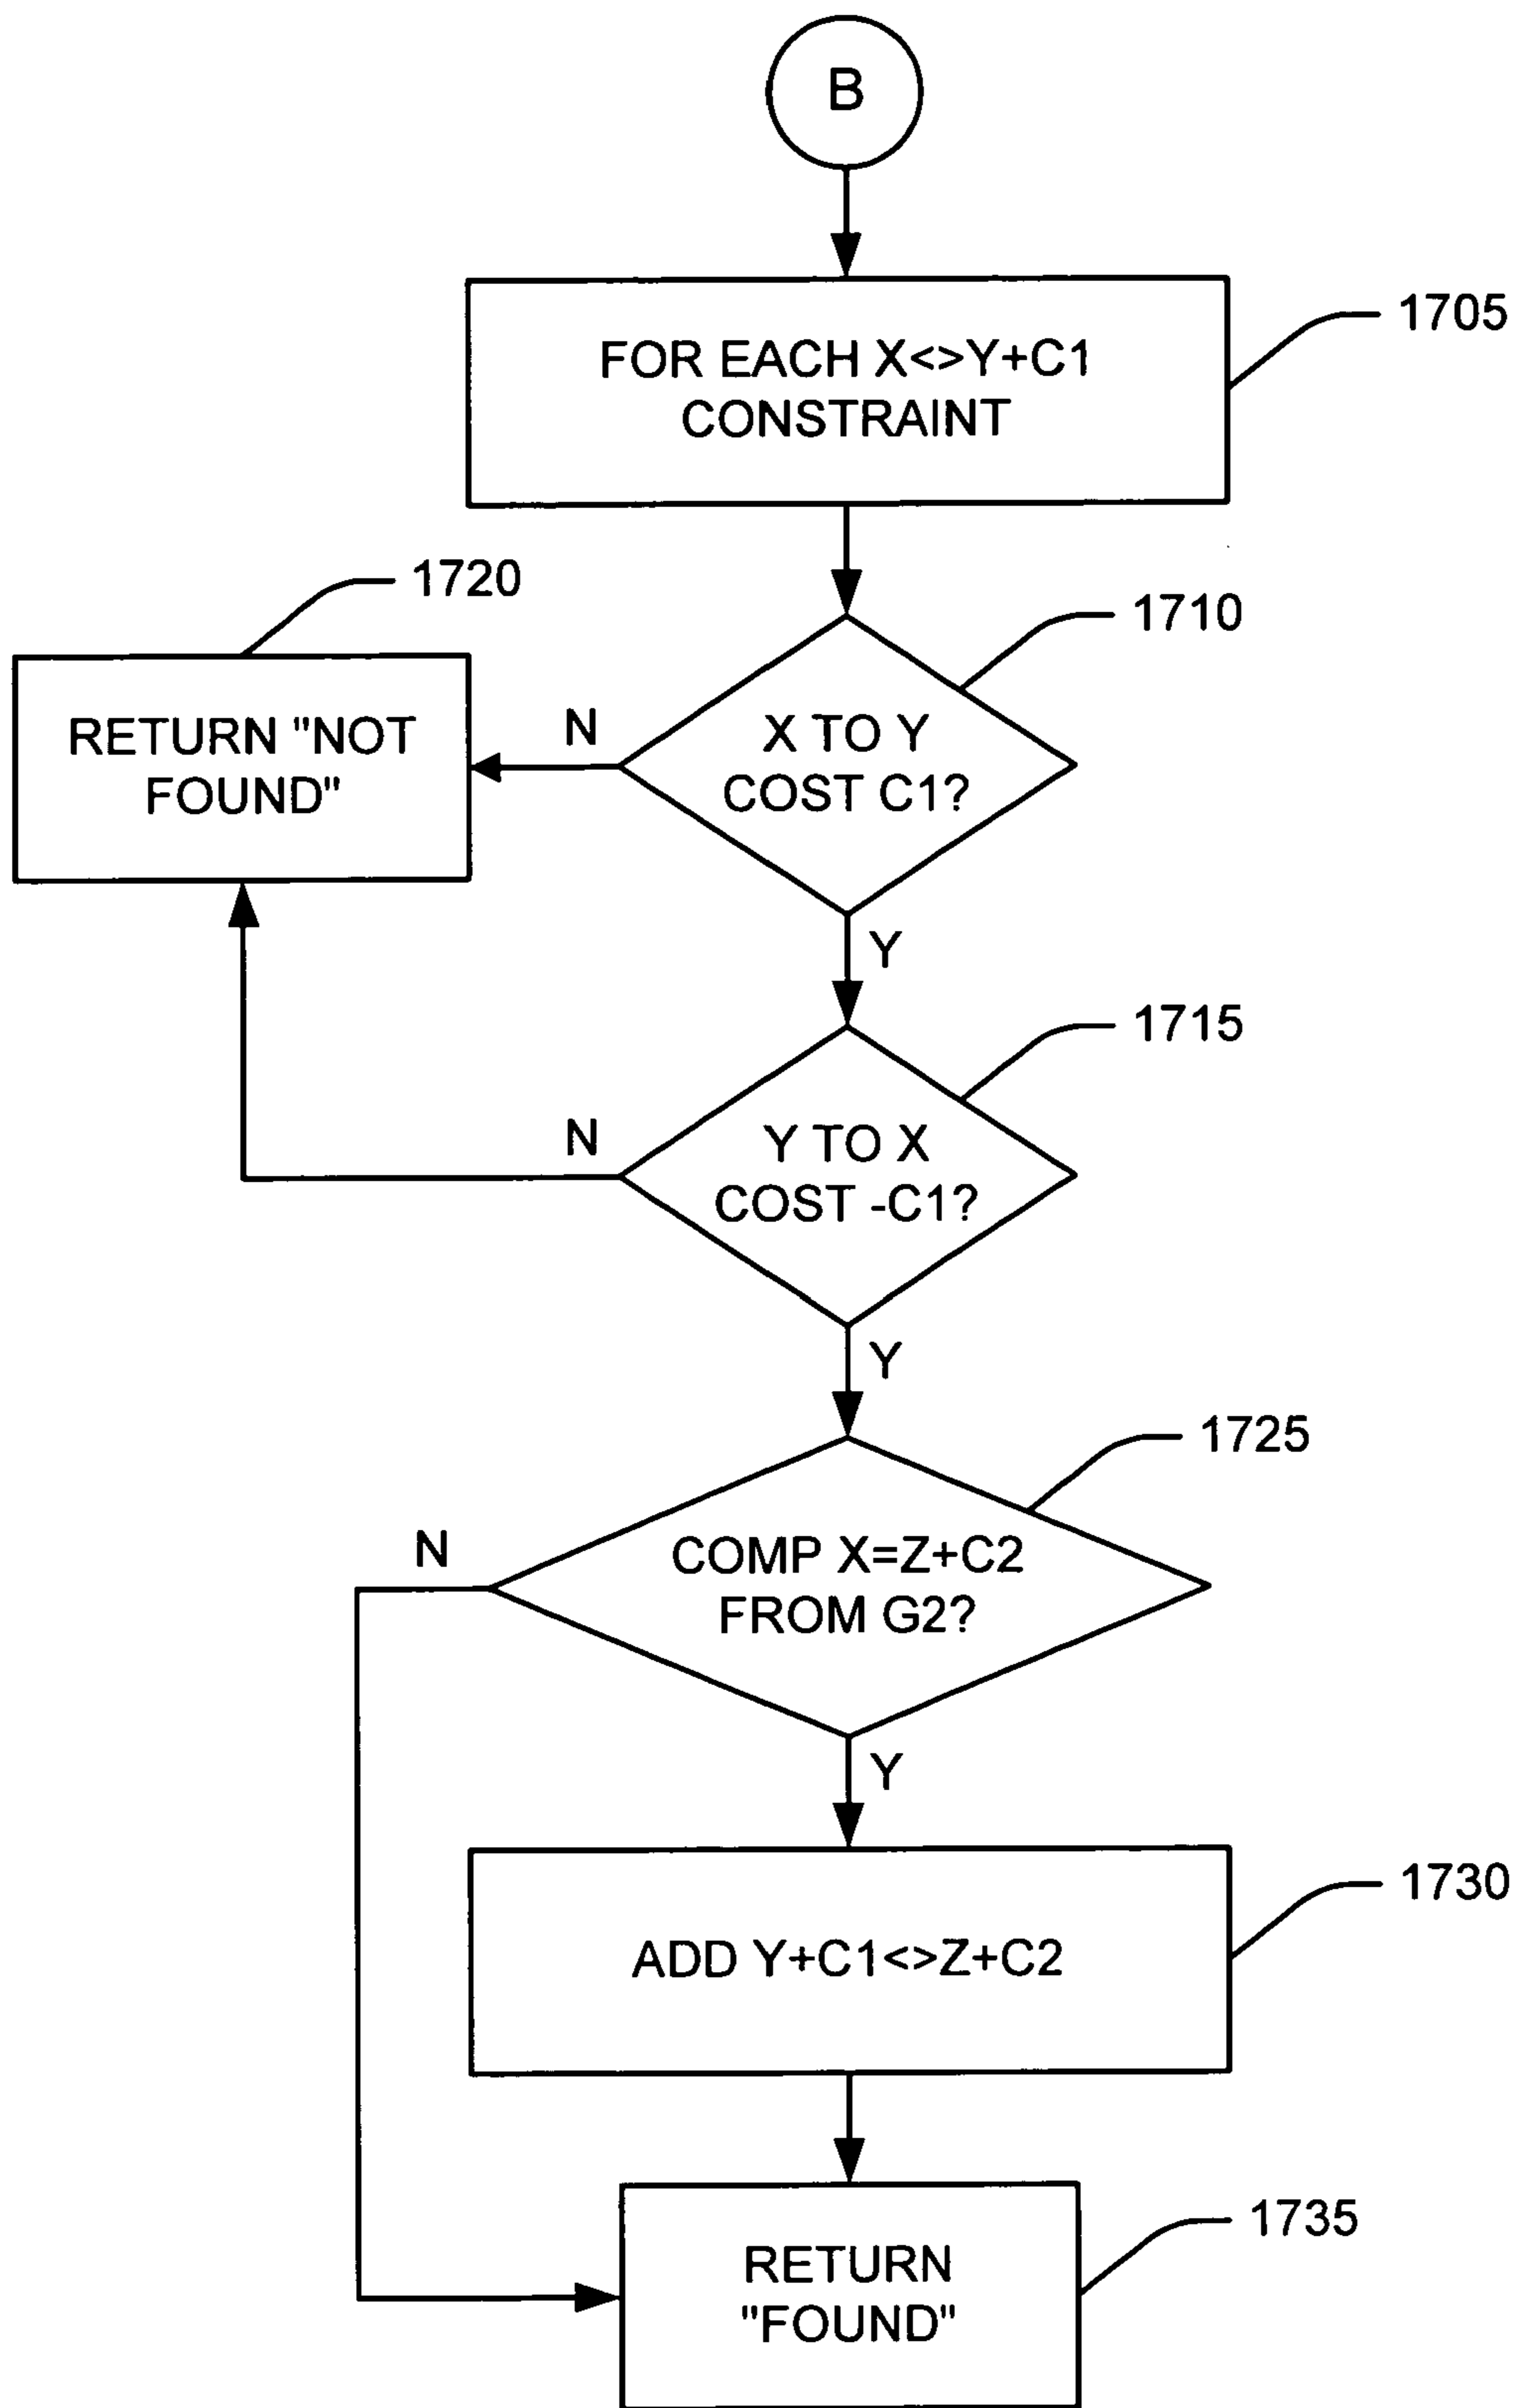 B
1705
FOR EACH X<>Y+C1
CONSTRAINT
1720
1710
RETURN "NOT
FOUND"
N
X TO Y
COST C1?
Y
1715
N
Y TO X
COST -C1?
Y
1725
N
COMP X=Z+C2
FROM G2?
Y
1730
ADD Y+C1<>Z+C2
1735
RETURN
"FOUND"